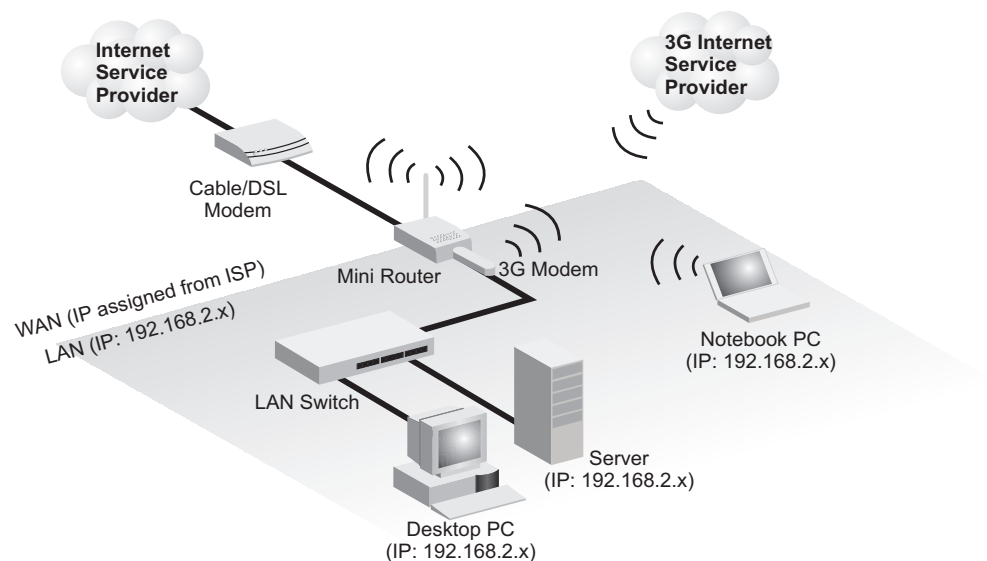 Internet
Service
Provider
3G Internet
Service
Provider
Cable/DSL
Modem
Mini Router
3G Modem
WAN (IP assigned from ISP)
LAN (IP: 192.168.2.x)
Notebook PC
(IP: 192.168.2.x)
LAN Switch
Server
(IP: 192.168.2.x)
Desktop PC
(IP: 192.168.2.x)